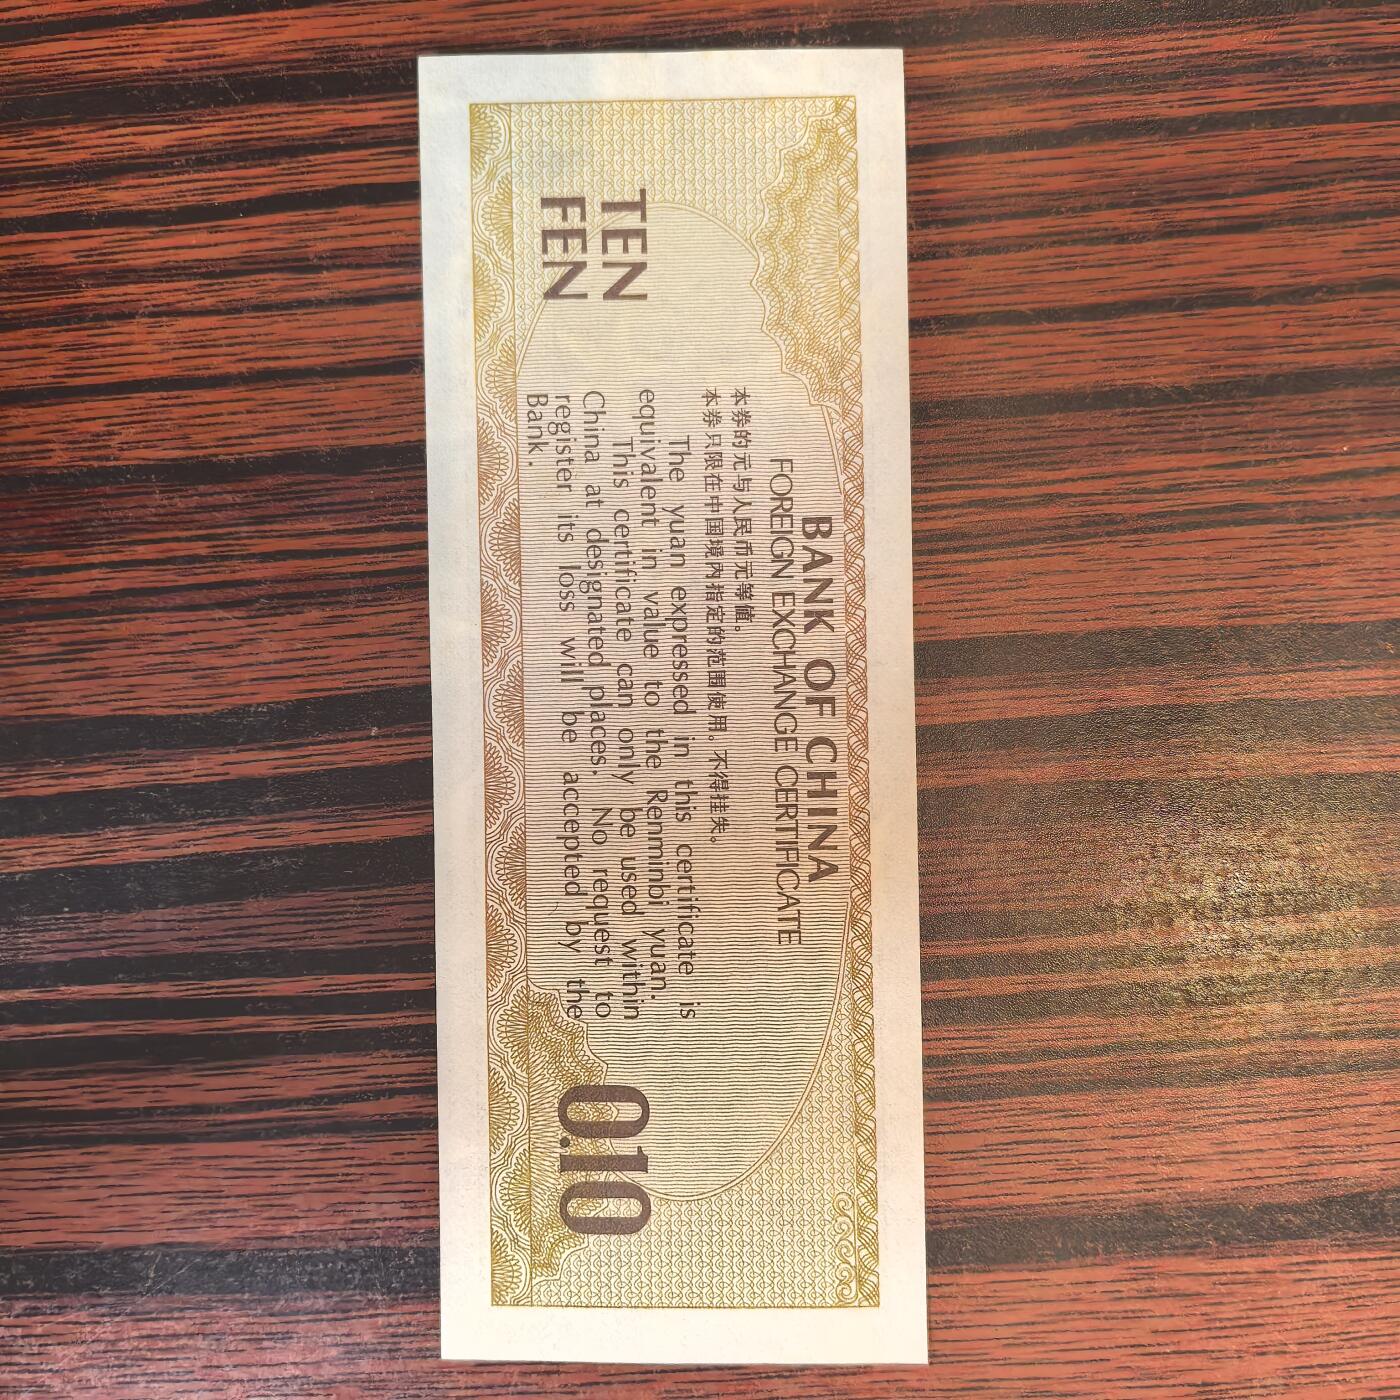 BANK OF CHINA
FOREIGN EXCHANGE CERTIFICATE
本券的元与人民币元等值。
本券只限在中国境内指定的范围使用，不得挂失。
The yuan expressed in this certificate is
equivalent in value to the Renminbi yuan.
This certificate can only be used within
China at designated places. No request to
register its loss will be accepted by the
Bank.
TEN
FEN
0.10